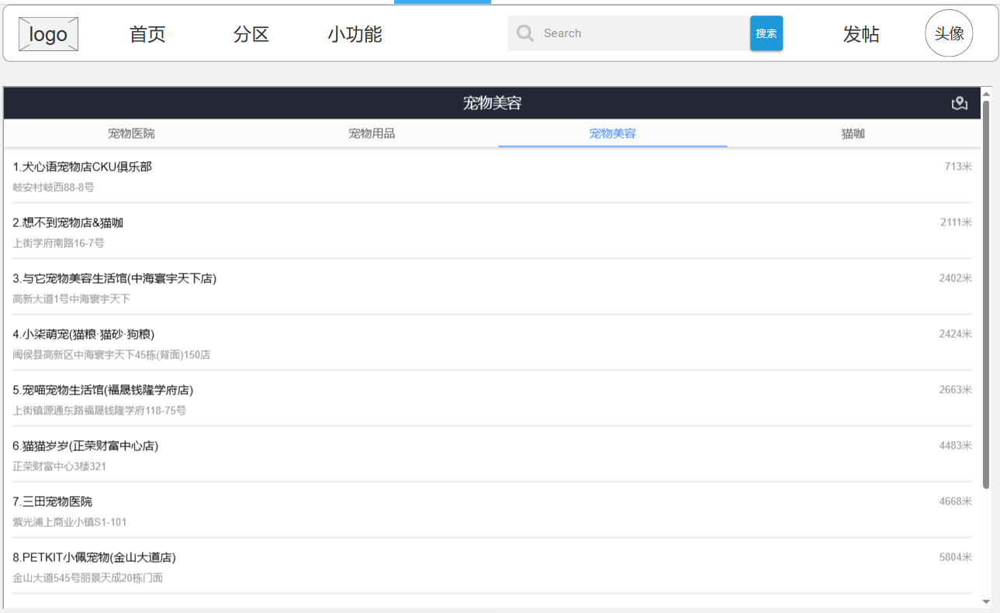 logo 首页 分区 小功能 Search 搜索 发帖 头像
宠物美容
宠物医院 宠物用品 宠物美容 猫咖
1.犬心语宠物店CKU俱乐部 713米
岐安村岐西88-8号
2.想不到宠物店&猫咖 2111米
上街学府南路16-7号
3.与它宠物美容生活馆(中海寰宇天下店) 2402米
高新大道1号中海寰宇天下
4.小柒萌宠(猫粮·猫砂·狗粮) 2424米
闽侯县高新区中海寰宇天下45栋(背面)150店
5.宠喵宠物生活馆(福晟钱隆学府店) 2663米
上街镇源通东路福晟钱隆学府118-75号
6.猫猫岁岁(正荣财富中心店) 4483米
正荣财富中心3楼321
7.三田宠物医院 4668米
紫光浦上商业小镇S1-101
8.PETKIT小佩宠物(金山大道店) 5804米
金山大道545号丽景天成20栋门面